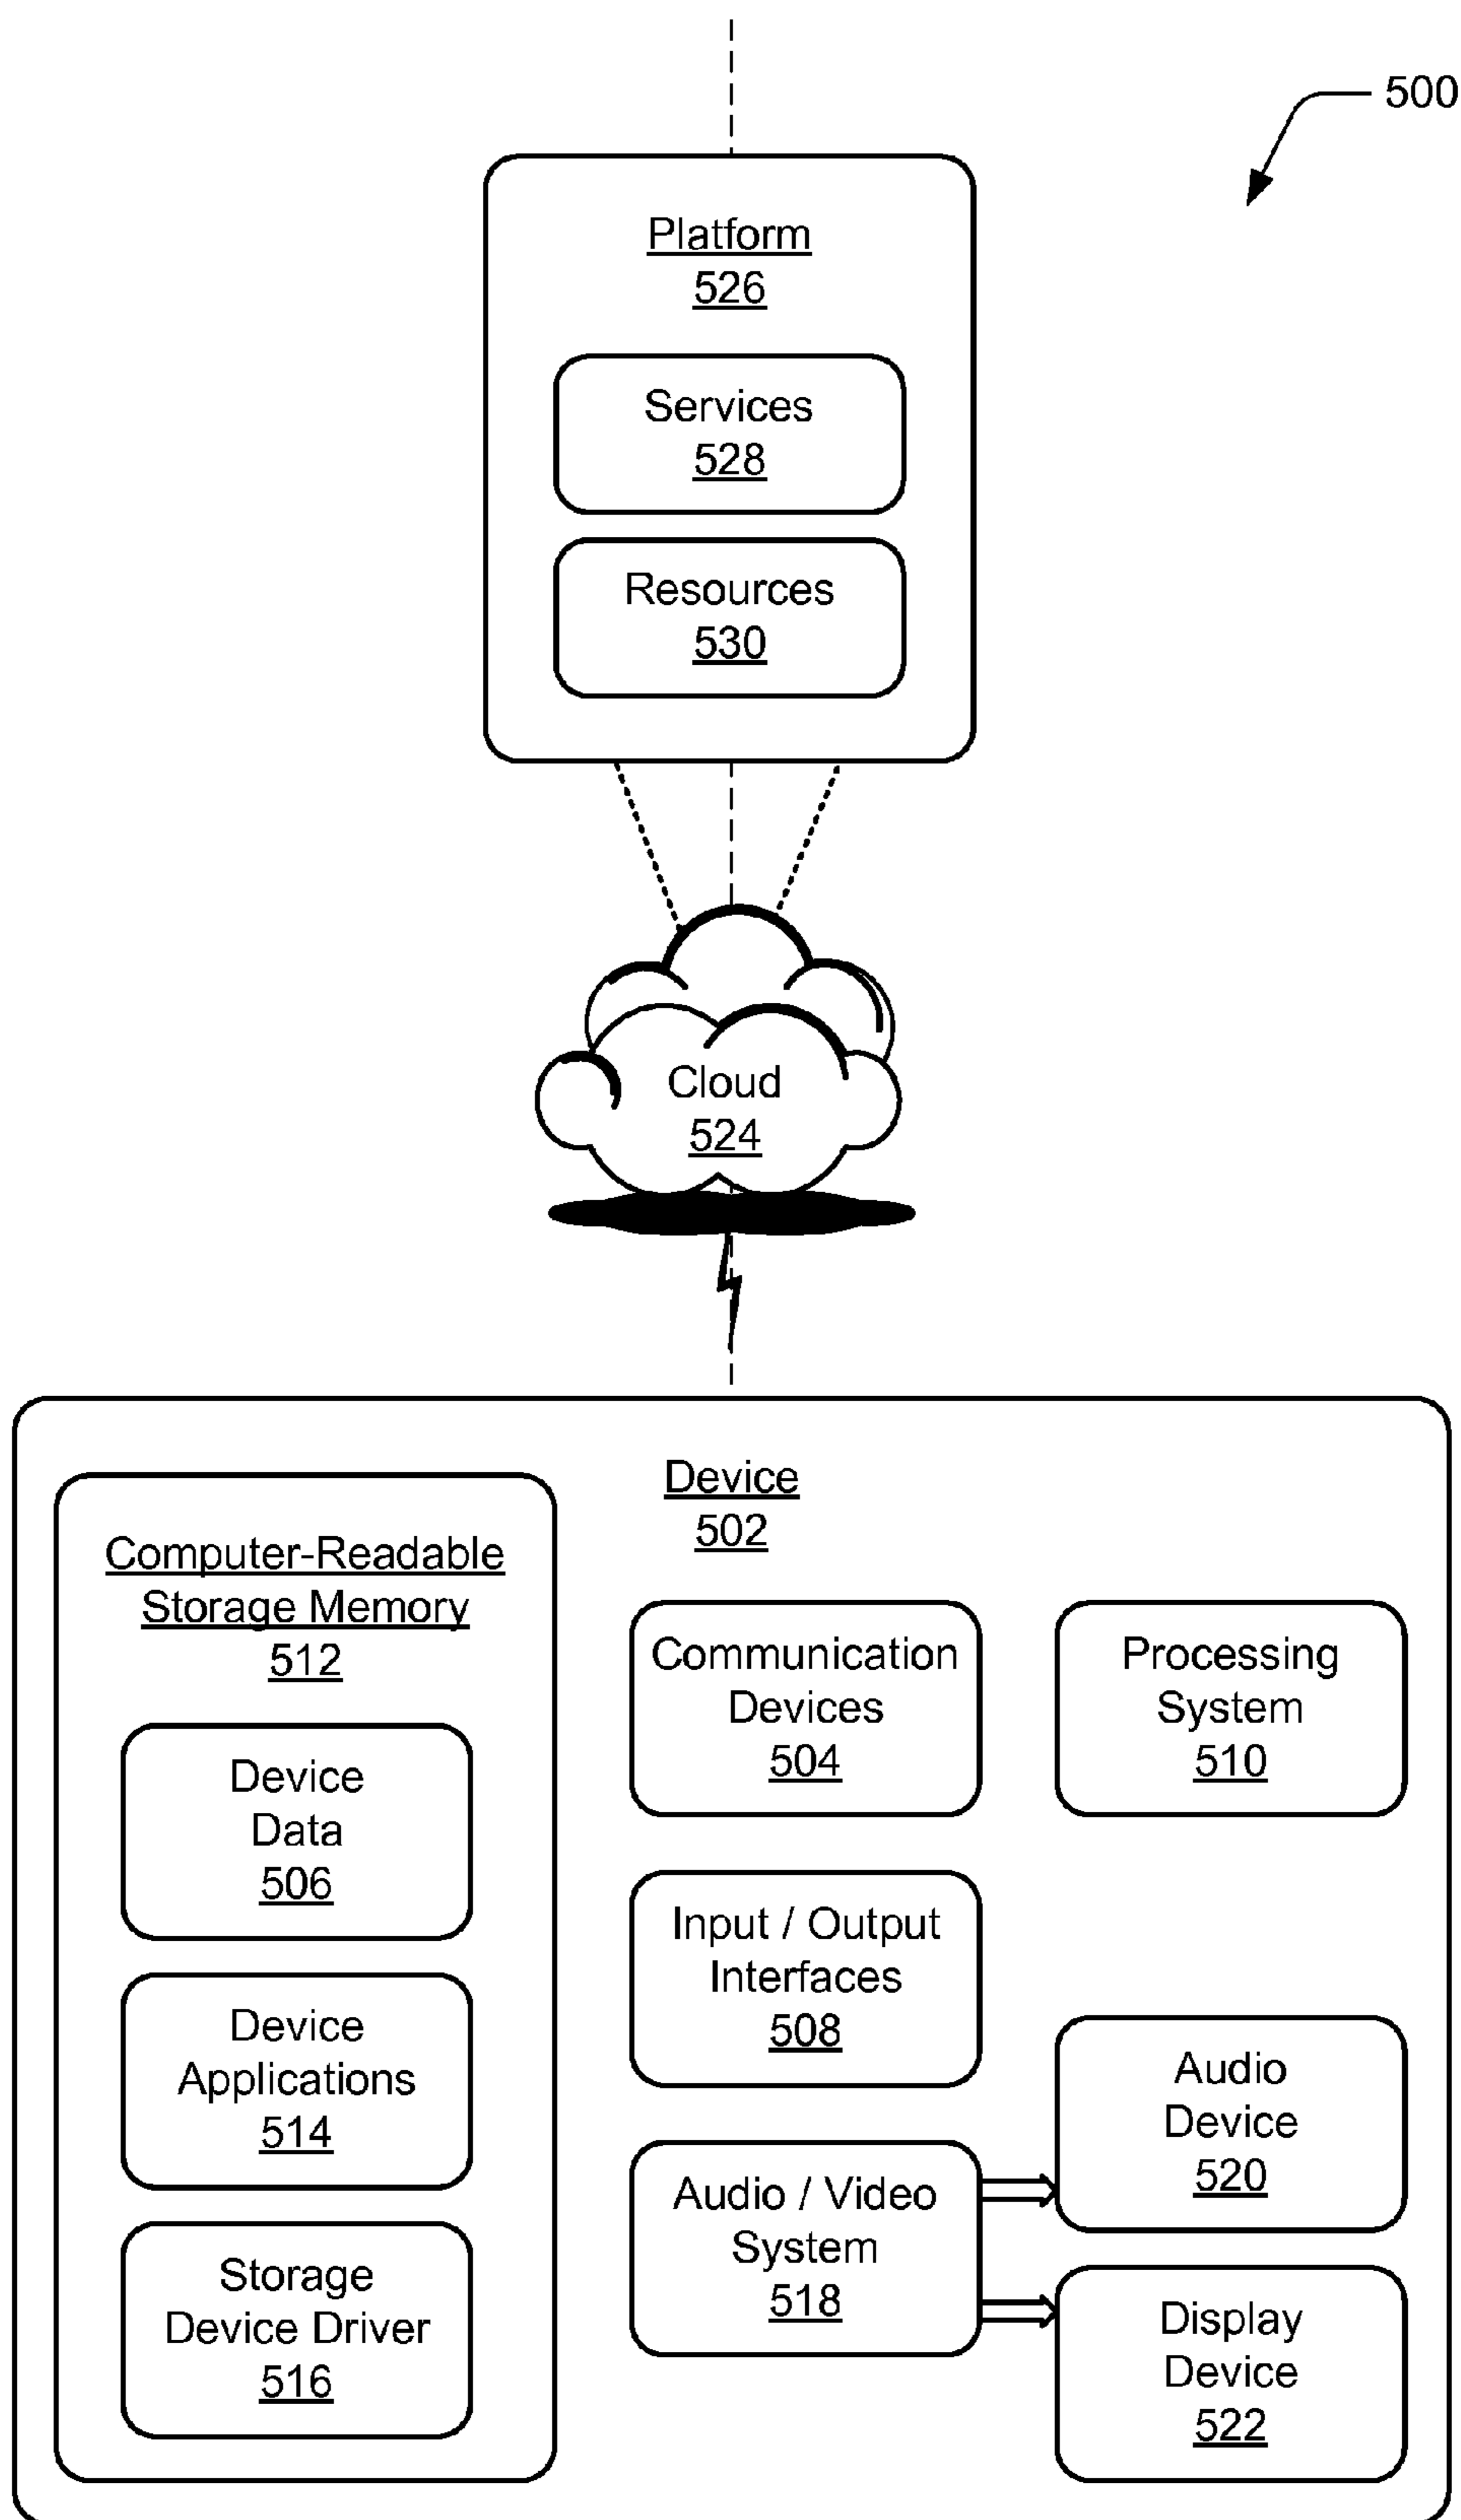 500
Platform
526
Services
528
Resources
530
Cloud
524
Device
502
Computer-Readable
Storage Memory
512
Device
Data
506
Device
Applications
514
Storage
Device Driver
516
Communication
Devices
504
Processing
System
510
Input / Output
Interfaces
508
Audio / Video
System
518
Audio
Device
520
Display
Device
522